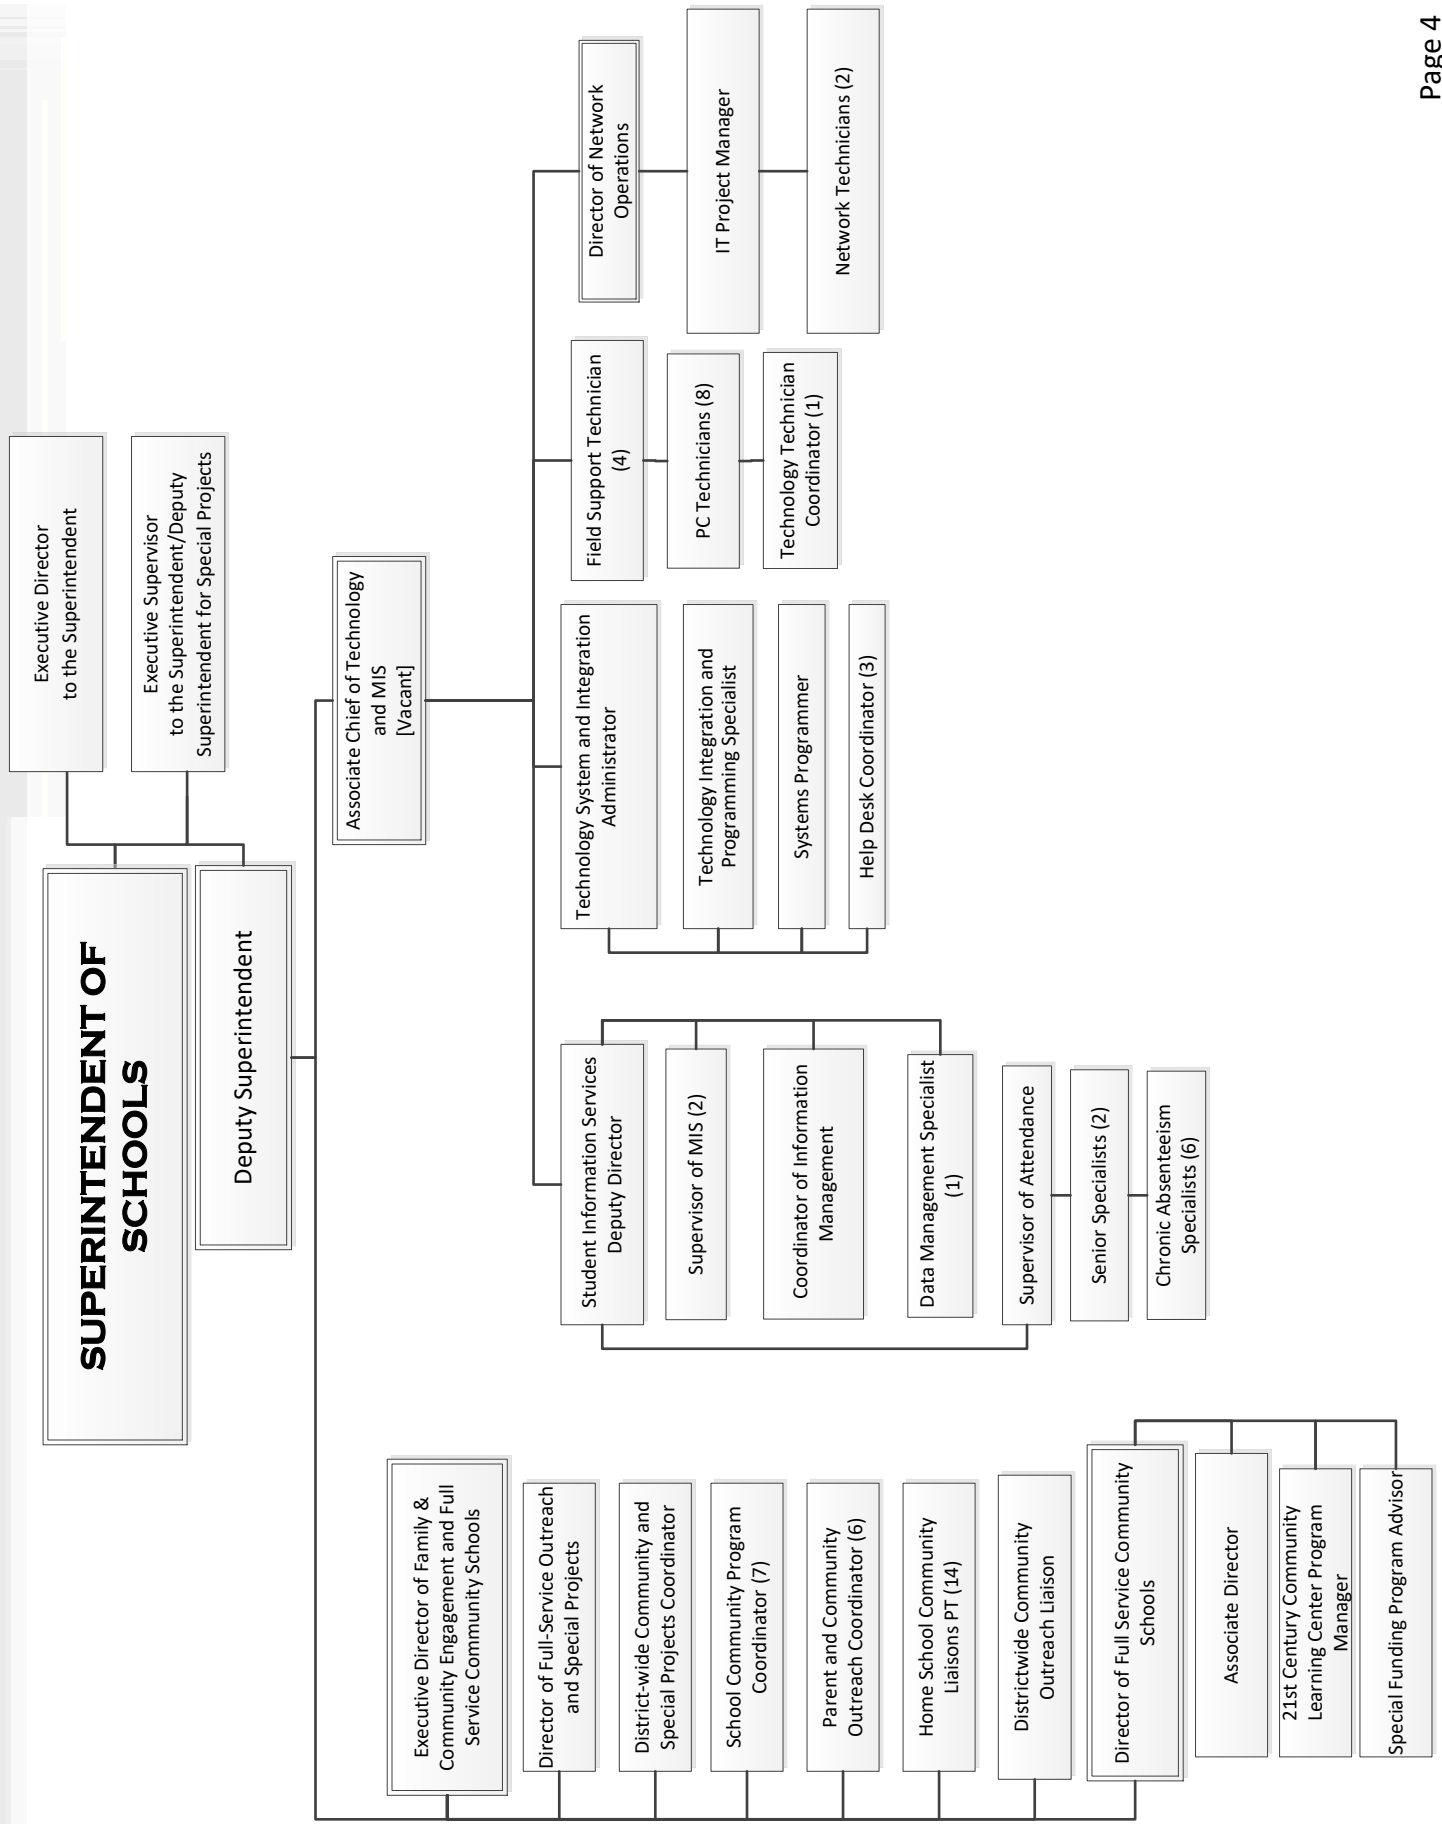 SUPERINTENDENT OF
SCHOOLS
Deputy Superintendent
Executive Director
to the Superintendent
Executive Supervisor
to the Superintendent/Deputy
Superintendent for Special Projects
Executive Director of Family &
Community Engagement and Full
Service Community Schools
Director of Full-Service Outreach
and Special Projects
District-wide Community and
Special Projects Coordinator
School Community Program
Coordinator (7)
Parent and Community
Outreach Coordinator (6)
Home School Community
Liaisons PT (14)
Districtwide Community
Outreach Liaison
Director of Full Service Community
Schools
Associate Director
21st Century Community
Learning Center Program
Manager
Special Funding Program Advisor
Associate Chief of Technology
and MIS
[Vacant]
Student Information Services
Deputy Director
Supervisor of MIS (2)
Coordinator of Information
Management
Data Management Specialist
(1)
Supervisor of Attendance
Senior Specialists (2)
Chronic Absenteeism
Specialists (6)
Technology System and Integration
Administrator
Technology Integration and
Programming Specialist
Systems Programmer
Help Desk Coordinator (3)
Field Support Technician
(4)
PC Technicians (8)
Technology Technician
Coordinator (1)
Director of Network
Operations
IT Project Manager
Network Technicians (2)
Page 4